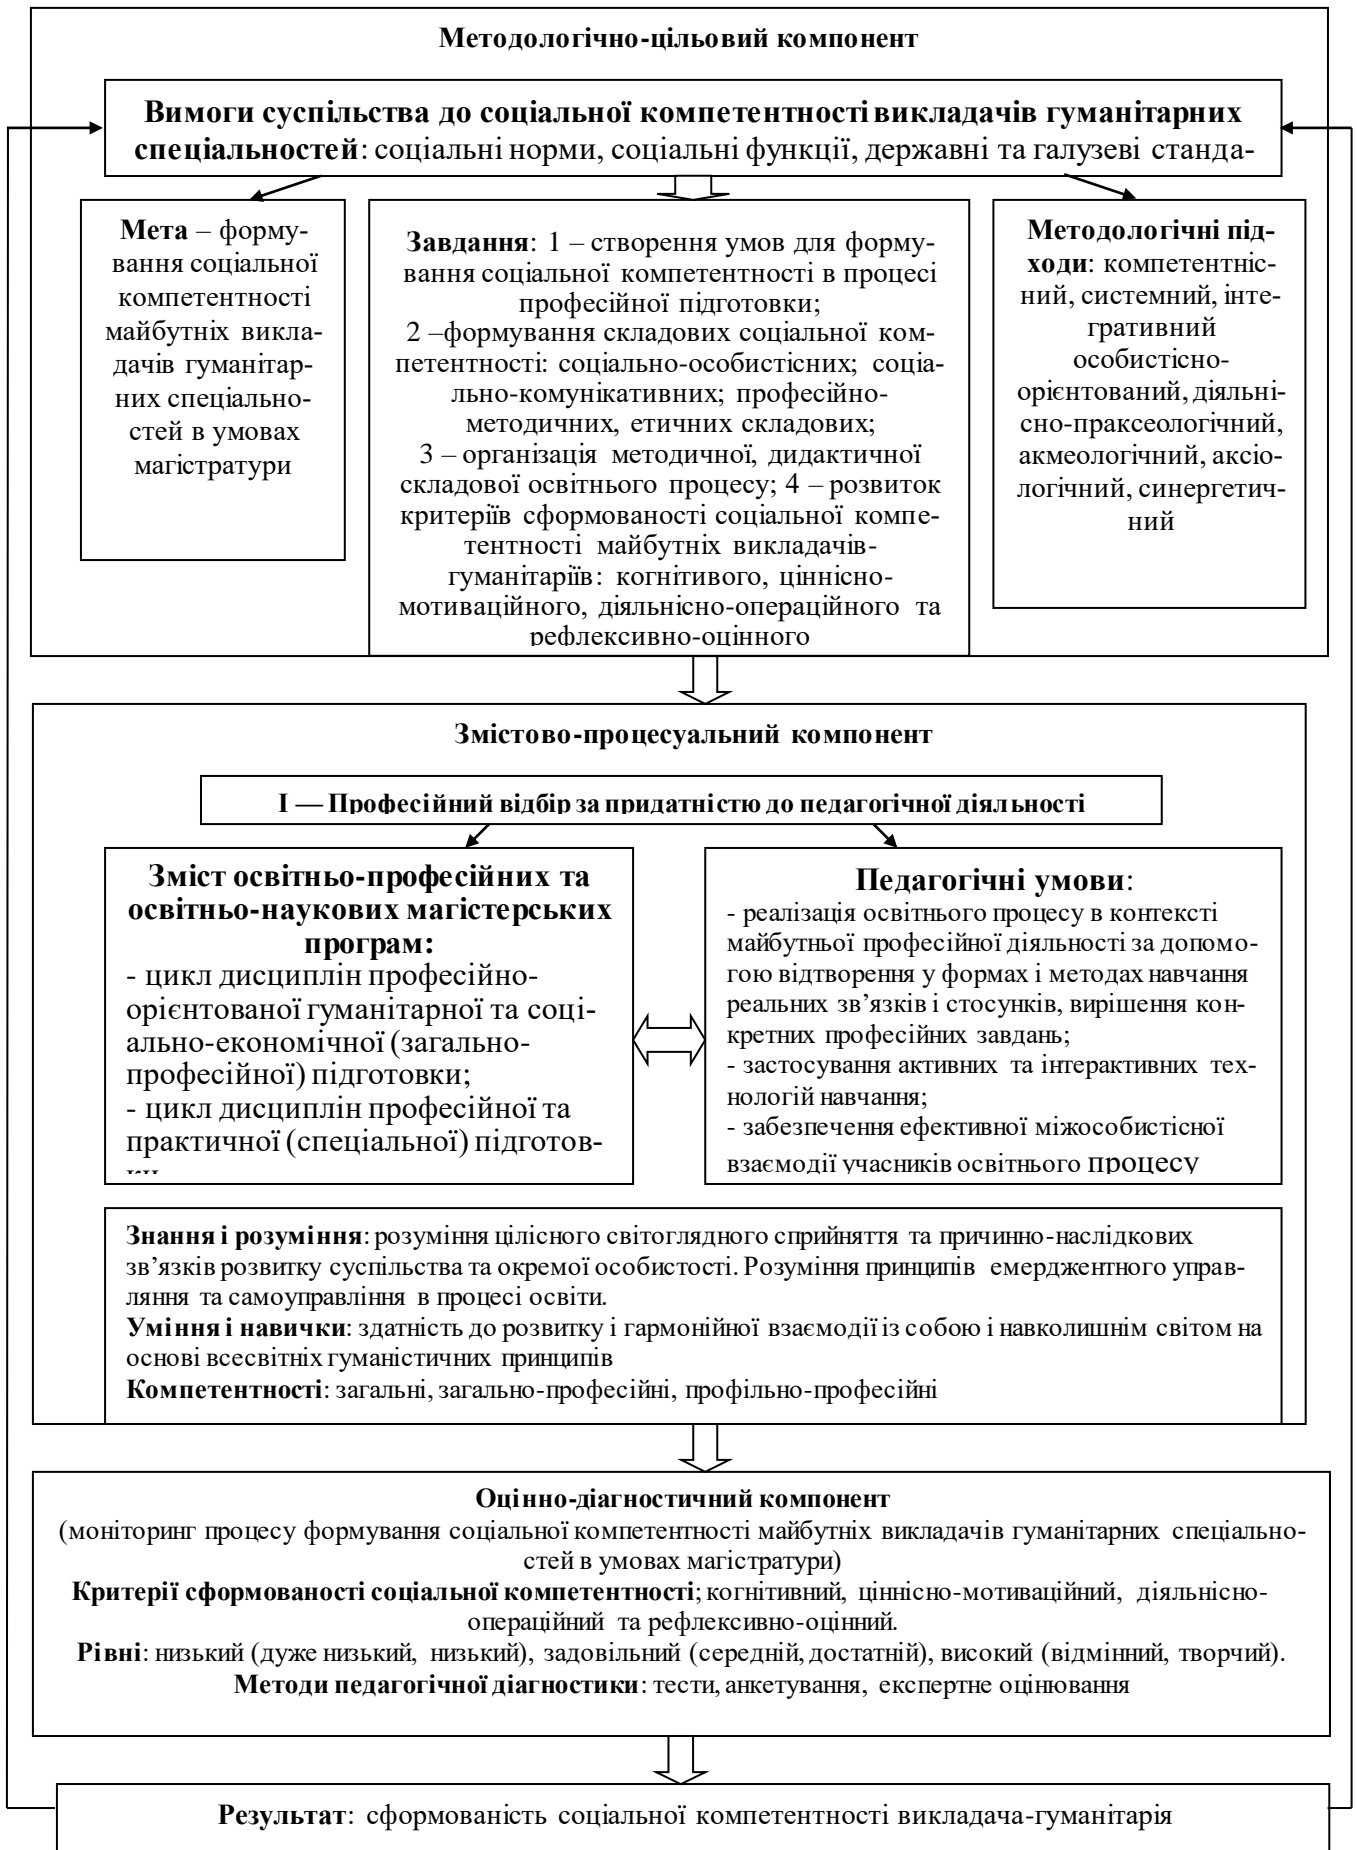 Методологічно-цільовий компонент
Вимоги суспільства до соціальної компетентності викладачів гуманітарних
спеціальностей: соціальні норми, соціальні функції, державні та галузеві станда-
Мета – форму-
вання соціальної
компетентності
майбутніх викла-
дачів гуманітар-
них спеціально-
стей в умовах
магістратури
Завдання: 1 – створення умов для форму-
вання соціальної компетентності в процесі
професійної підготовки;
2 –формування складових соціальної ком-
петентності: соціально-особистісних; соціа-
льно-комунікативних; професійно-
методичних, етичних складових;
3 – організація методичної, дидактичної
складової освітнього процесу; 4 – розвиток
критеріїв сформованості соціальної компе-
тентності майбутніх викладачів-
гуманітаріїв: когнітивого, ціннісно-
мотиваційного, діяльнісно-операційного та
рефлексивно-оцінного
Методологічні під-
ходи: компетентніс-
ний, системний, інте-
гративний
особистісно-
орієнтований, діяльні-
сно-праксеологічний,
акмеологічний, аксіо-
логічний, синергетич-
ний
Змістово-процесуальний компонент
І — Професійний відбір за придатністю до педагогічної діяльності
Зміст освітньо-професійних та
освітньо-наукових магістерських
програм:
- цикл дисциплін професійно-
орієнтованої гуманітарної та соці-
ально-економічної (загально-
професійної) підготовки;
- цикл дисциплін професійної та
практичної (спеціальної) підготов-
Педагогічні умови:
- реалізація освітнього процесу в контексті
майбутньої професійної діяльності за допомо-
гою відтворення у формах і методах навчання
реальних зв’язків і стосунків, вирішення кон-
кретних професійних завдань;
- застосування активних та інтерактивних тех-
нологій навчання;
- забезпечення ефективної міжособистісної
взаємодії учасників освітнього процесу
Знання і розуміння: розуміння цілісного світоглядного сприйняття та причинно-наслідкових
зв’язків розвитку суспільства та окремої особистості. Розуміння принципів емерджентного управ-
ляння та самоуправління в процесі освіти.
Уміння і навички: здатність до розвитку і гармонійної взаємодії із собою і навколишнім світом на
основі всесвітніх гуманістичних принципів
Компетентності: загальні, загально-професійні, профільно-професійні
Оцінно-діагностичний компонент
(моніторинг процесу формування соціальної компетентності майбутніх викладачів гуманітарних спеціально-
стей в умовах магістратури)
Критерії сформованості соціальної компетентності; когнітивний, ціннісно-мотиваційний, діяльнісно-
операційний та рефлексивно-оцінний.
Рівні: низький (дуже низький, низький), задовільний (середній, достатній), високий (відмінний, творчий).
Методи педагогічної діагностики: тести, анкетування, експертне оцінювання
Результат: сформованість соціальної компетентності викладача-гуманітарія